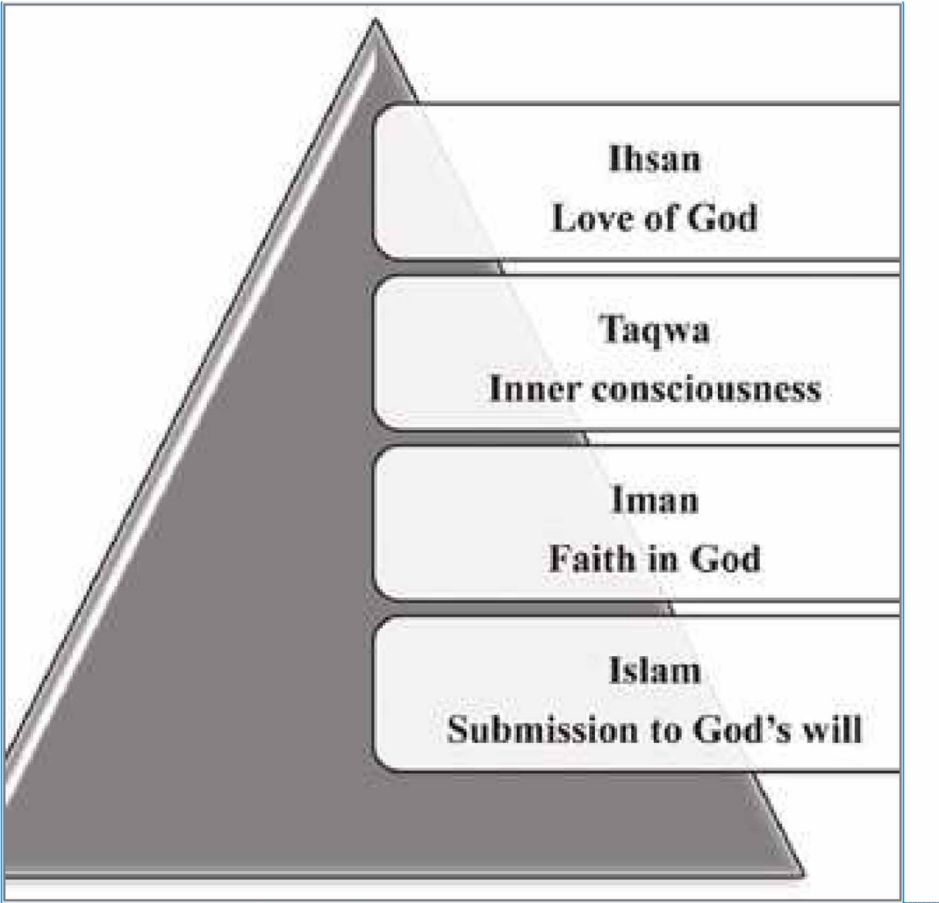 Ihsan
Love of God
Taqwa
Inner consciousness
Iman
Faith in God
Islam
Submission to God’s will